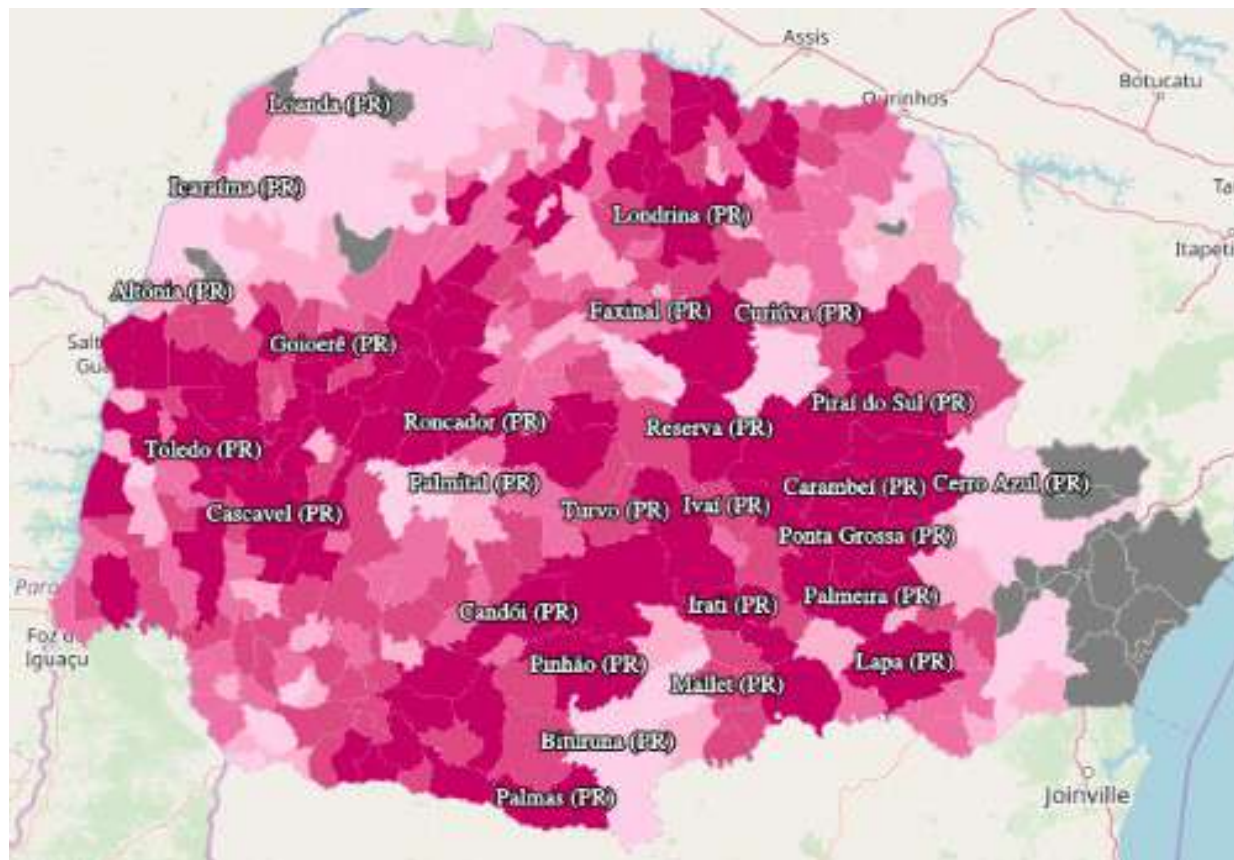 Assis
Botucatu
Loanda (PR)
Ourinhos
Icaraíma (PR)
Londrina (PR)
Itapeti
Altônia (PR)
Faxinal (PR)
Curiúva (PR)
Goioerê (PR)
Salt
Gua
Roncador (PR)
Reserva (PR)
Piraí do Sul (PR)
Toledo (PR)
Palmital (PR)
Carambeí (PR)
Cerro Azul (PR)
Cascavel (PR)
Turvo (PR)
Ivaí (PR)
Ponta Grossa (PR)
Candói (PR)
Irati (PR)
Palmeira (PR)
Foz d
Iguaçu
Pinhão (PR)
Mallet (PR)
Lapa (PR)
Bituruna (PR)
Palmas (PR)
Joinville